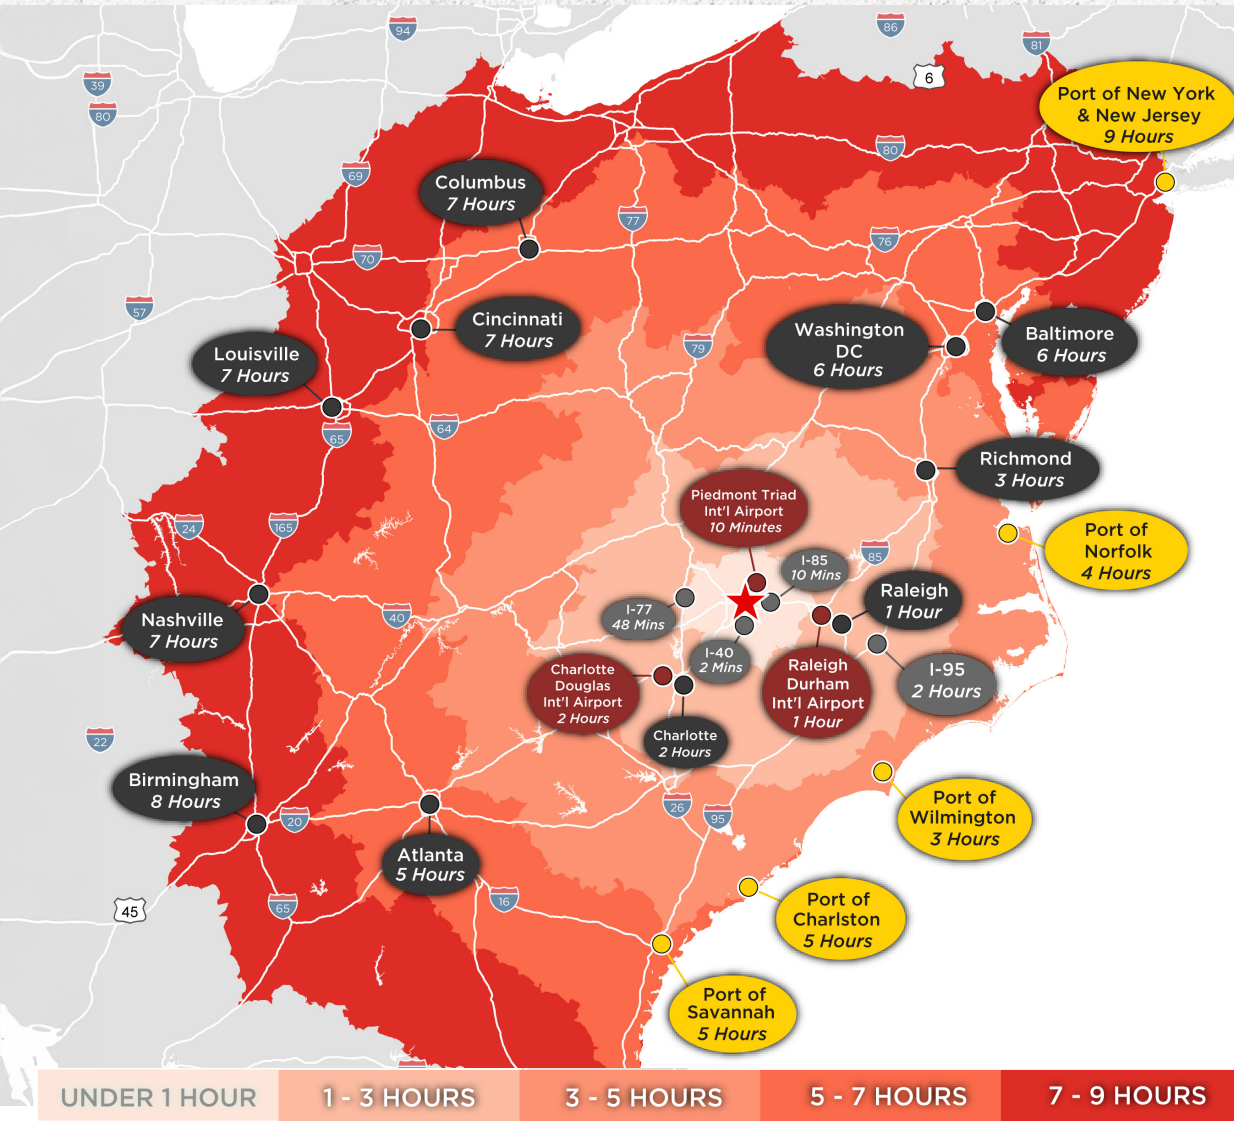 94
86
81
39
80
6
Port of New York
& New Jersey
9 Hours
80
69
Columbus
7 Hours
77
76
70
57
Cincinnati
7 Hours
Washington
DC
6 Hours
Baltimore
6 Hours
Louisville
7 Hours
79
64
65
Richmond
3 Hours
Piedmont Triad
Int'l Airport
10 Minutes
24
165
Port of
Norfolk
4 Hours
85
I-85
10 Mins
Raleigh
1 Hour
Nashville
7 Hours
40
I-77
48 Mins
I-40
2 Mins
Raleigh
Durham
Int'l Airport
1 Hour
I-95
2 Hours
Charlotte
Douglas
Int'l Airport
2 Hours
Charlotte
2 Hours
22
Birmingham
8 Hours
20
26
95
Port of
Wilmington
3 Hours
Atlanta
5 Hours
45
65
16
Port of
Charlston
5 Hours
Port of
Savannah
5 Hours
UNDER 1 HOUR
1 - 3 HOURS
3 - 5 HOURS
5 - 7 HOURS
7 - 9 HOURS